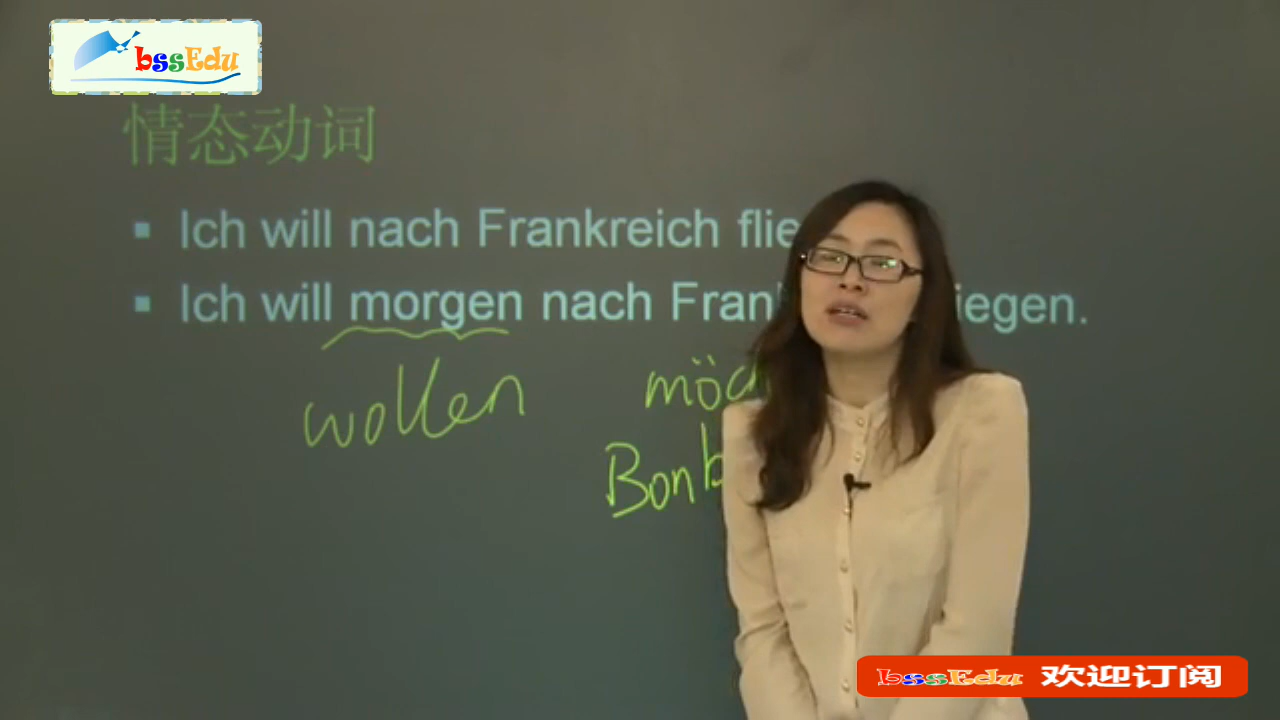 bssEdu
情态动词
Ich will nach Frankreich
Ich will morgen nach
wollen
bssEdu 欢迎订阅